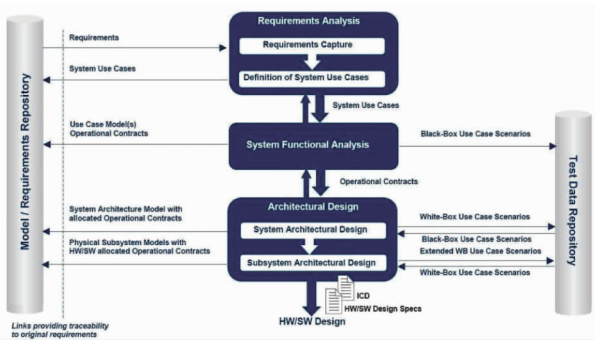 Requirements Analysis
Requirements
Requirements Capture
System Use Cases
Definition of System Use Cases
System Use Cases
Use Case Model(s)
Operational Contracts
System Functional Analysis
Black-Box Use Case Scenarios
Operational Contracts
Architectural Design
System Architecture Model with
allocated Operational Contracts
System Architectural Design
White-Box Use Case Scenarios
Black-Box Use Case Scenarios
Physical Subsystem Models with
HW/SW allocated Operational Contracts
Subsystem Architectural Design
Extended WB Use Case Scenarios
White-Box Use Case Scenarios
ICD
HW/SW Design Specs
HW/SW Design
Model / Requirements Repository
Test Data Repository
Links providing traceability
to original requirements